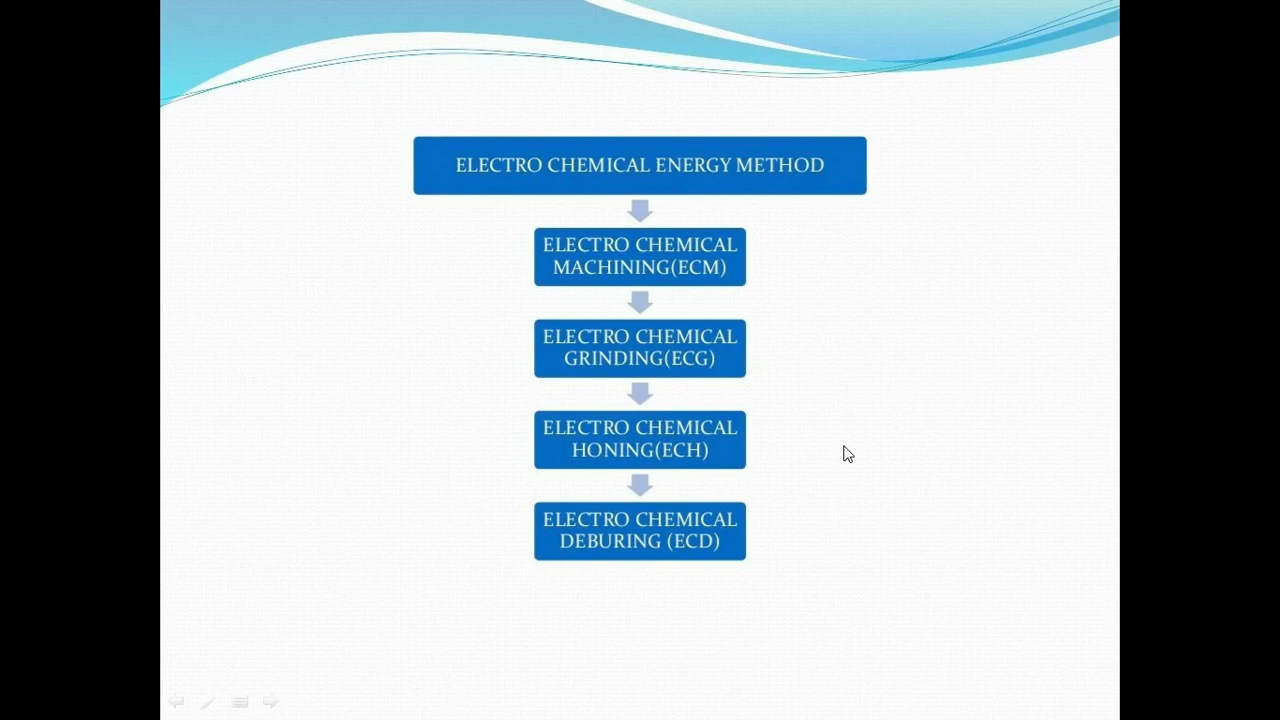 ELECTRO CHEMICAL ENERGY METHOD
ELECTRO CHEMICAL
MACHINING(ECM)
ELECTRO CHEMICAL
GRINDING(ECG)
ELECTRO CHEMICAL
HONING(ECH)
ELECTRO CHEMICAL
DEBURING (ECD)